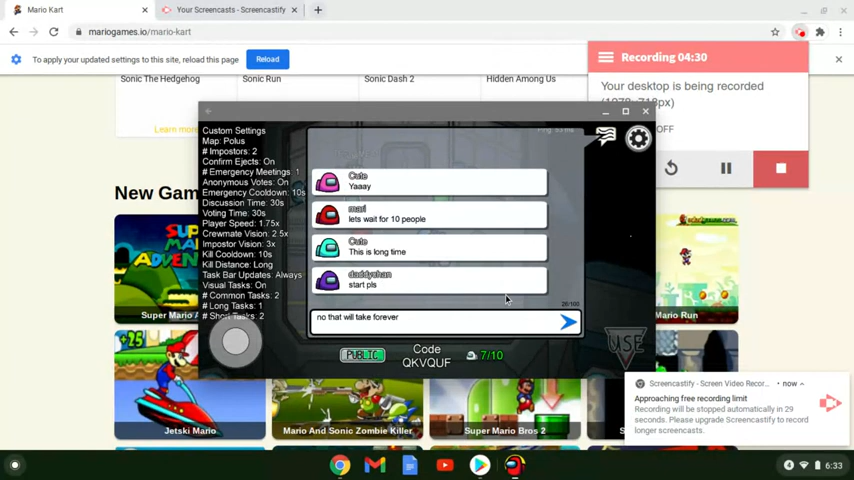 Mario Kart
Your Screencasts - Screencastify
mariogames.io/mario-kart
To apply your updated settings to this site, reload this page
Reload
Recording 04:30
Your desktop is being recorded
OFF
Sonic The Hedgehog
Sonic Run
Sonic Dash 2
Hidden Among Us
Learn more
Custom Settings
Map: Polus
# Impostors: 2
Confirm Ejects: On
# Emergency Meetings: 1
Anonymous Votes: On
Emergency Cooldown: 10s
Discussion Time: 30s
Voting Time: 30s
Player Speed: 1.75x
Crewmate Vision: 2.5x
Impostor Vision: 3x
Kill Cooldown: 10s
Kill Distance: Long
Task Bar Updates: Always
Visual Tasks: On
# Common Tasks: 2
# Long Tasks: 1
# Short Tasks: 2
Cute
Yaaay
mari
lets wait for 10 people
Cute
This is long time
daddychan
start pls
no that will take forever
PUBLIC
Code
QKVQUF
7/10
USE
New Gam
Super Mario A
Mario Run
+25
Jetski Mario
Mario And Sonic Zombie Killer
Super Mario Bros 2
Screencastify - Screen Video Recor...
• now
Approaching free recording limit
Recording will be stopped automatically in 29
seconds. Please upgrade Screencastify to record
longer screencasts.
4
6:33